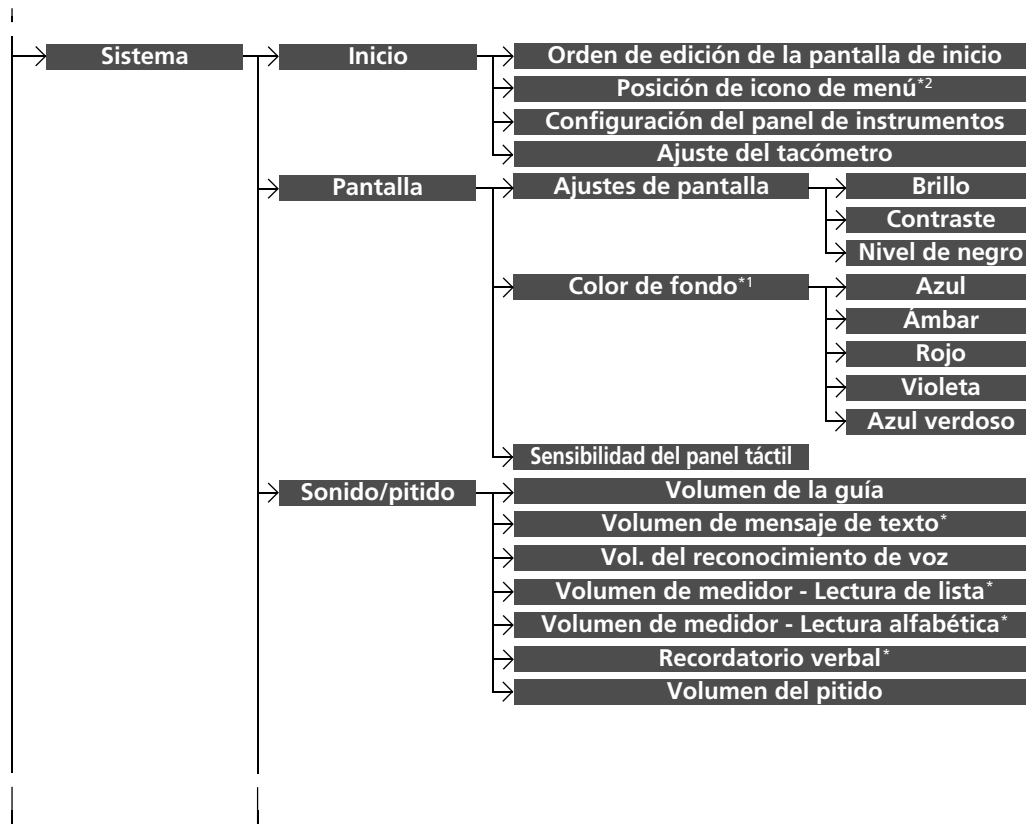 Sistema
Inicio
Orden de edición de la pantalla de inicio
Posición de icono de menú*2
Configuración del panel de instrumentos
Ajuste del tacómetro
Pantalla
Ajustes de pantalla
Brillo
Contraste
Nivel de negro
Color de fondo*1
Azul
Ámbar
Rojo
Violeta
Azul verdoso
Sensibilidad del panel táctil
Sonido/pitido
Volumen de la guía
Volumen de mensaje de texto*
Vol. del reconocimiento de voz
Volumen de medidor - Lectura de lista*
Volumen de medidor - Lectura alfabética*
Recordatorio verbal*
Volumen del pitido